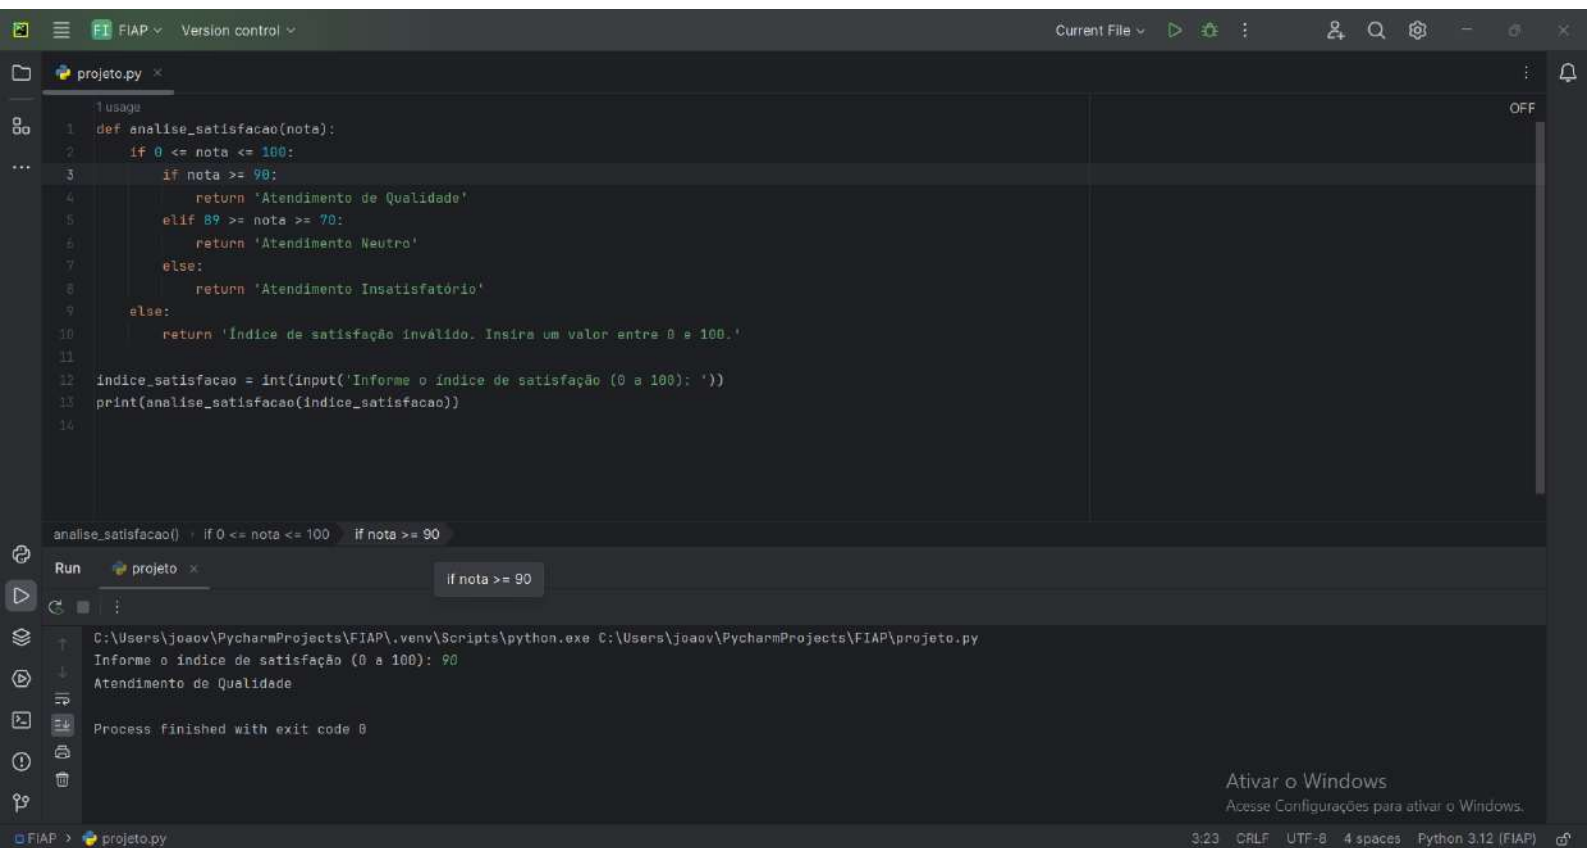 FI FIAP Version control Current File
projeto.py
1 usage
OFF
1 def analise_satisfacao(nota):
2 if 0 <= nota <= 100:
3 if nota >= 90:
4 return 'Atendimento de Qualidade'
5 elif 89 >= nota >= 70:
6 return 'Atendimento Neutro'
7 else:
8 return 'Atendimento Insatisfatório'
9 else:
10 return 'Índice de satisfação inválido. Insira um valor entre 0 e 100.'
11
12 indice_satisfacao = int(input('Informe o índice de satisfação (0 a 100): '))
13 print(analise_satisfacao(indice_satisfacao))
14
analise_satisfacao() › if 0 <= nota <= 100 › if nota >= 90
Run projeto
if nota >= 90
C:\Users\joaov\PycharmProjects\FIAP\.venv\Scripts\python.exe C:\Users\joaov\PycharmProjects\FIAP\projeto.py
Informe o índice de satisfação (0 a 100): 90
Atendimento de Qualidade
Process finished with exit code 0
Ativar o Windows
Acesse Configurações para ativar o Windows.
FIAP > projeto.py 3:23 CRLF UTF-8 4 spaces Python 3.12 (FIAP)